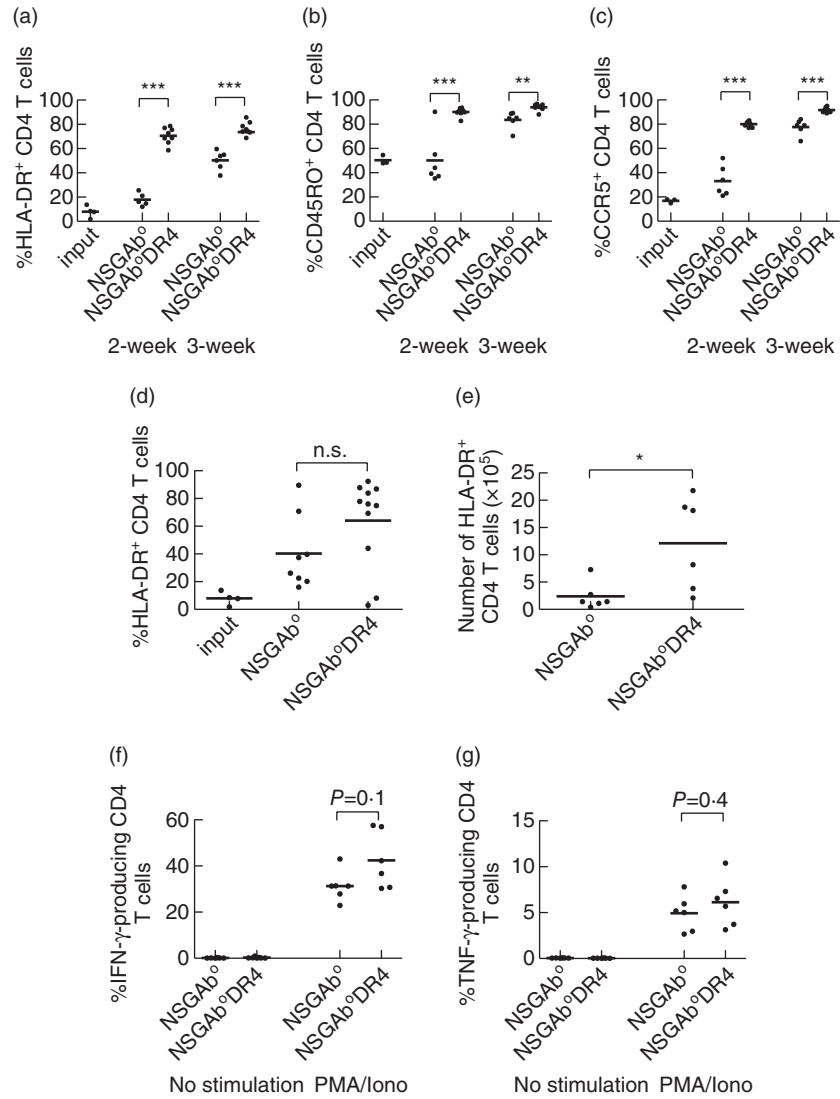 (a)
%HLA-DR⁺ CD4 T cells
100
80
60
40
20
0
***
***
input
NSGAb°
NSGAb°DR4
NSGAb°
NSGAb°DR4
2-week 3-week
(b)
%CD45RO⁺ CD4 T cells
100
80
60
40
20
0
***
**
input
NSGAb°
NSGAb°DR4
NSGAb°
NSGAb°DR4
2-week 3-week
(c)
%CCR5⁺ CD4 T cells
100
80
60
40
20
0
***
***
input
NSGAb°
NSGAb°DR4
NSGAb°
NSGAb°DR4
2-week 3-week
(d)
%HLA-DR⁺ CD4 T cells
100
80
60
40
20
0
n.s.
input
NSGAb°
NSGAb°DR4
(e)
Number of HLA-DR⁺
CD4 T cells (×10⁵)
25
20
15
10
5
0
*
NSGAb°
NSGAb°DR4
(f)
%IFN-γ-producing CD4
T cells
60
40
20
0
P=0·1
NSGAb°
NSGAb°DR4
NSGAb°
NSGAb°DR4
No stimulation PMA/Iono
(g)
%TNF-γ-producing CD4
T cells
15
10
5
0
P=0·4
NSGAb°
NSGAb°DR4
NSGAb°
NSGAb°DR4
No stimulation PMA/Iono